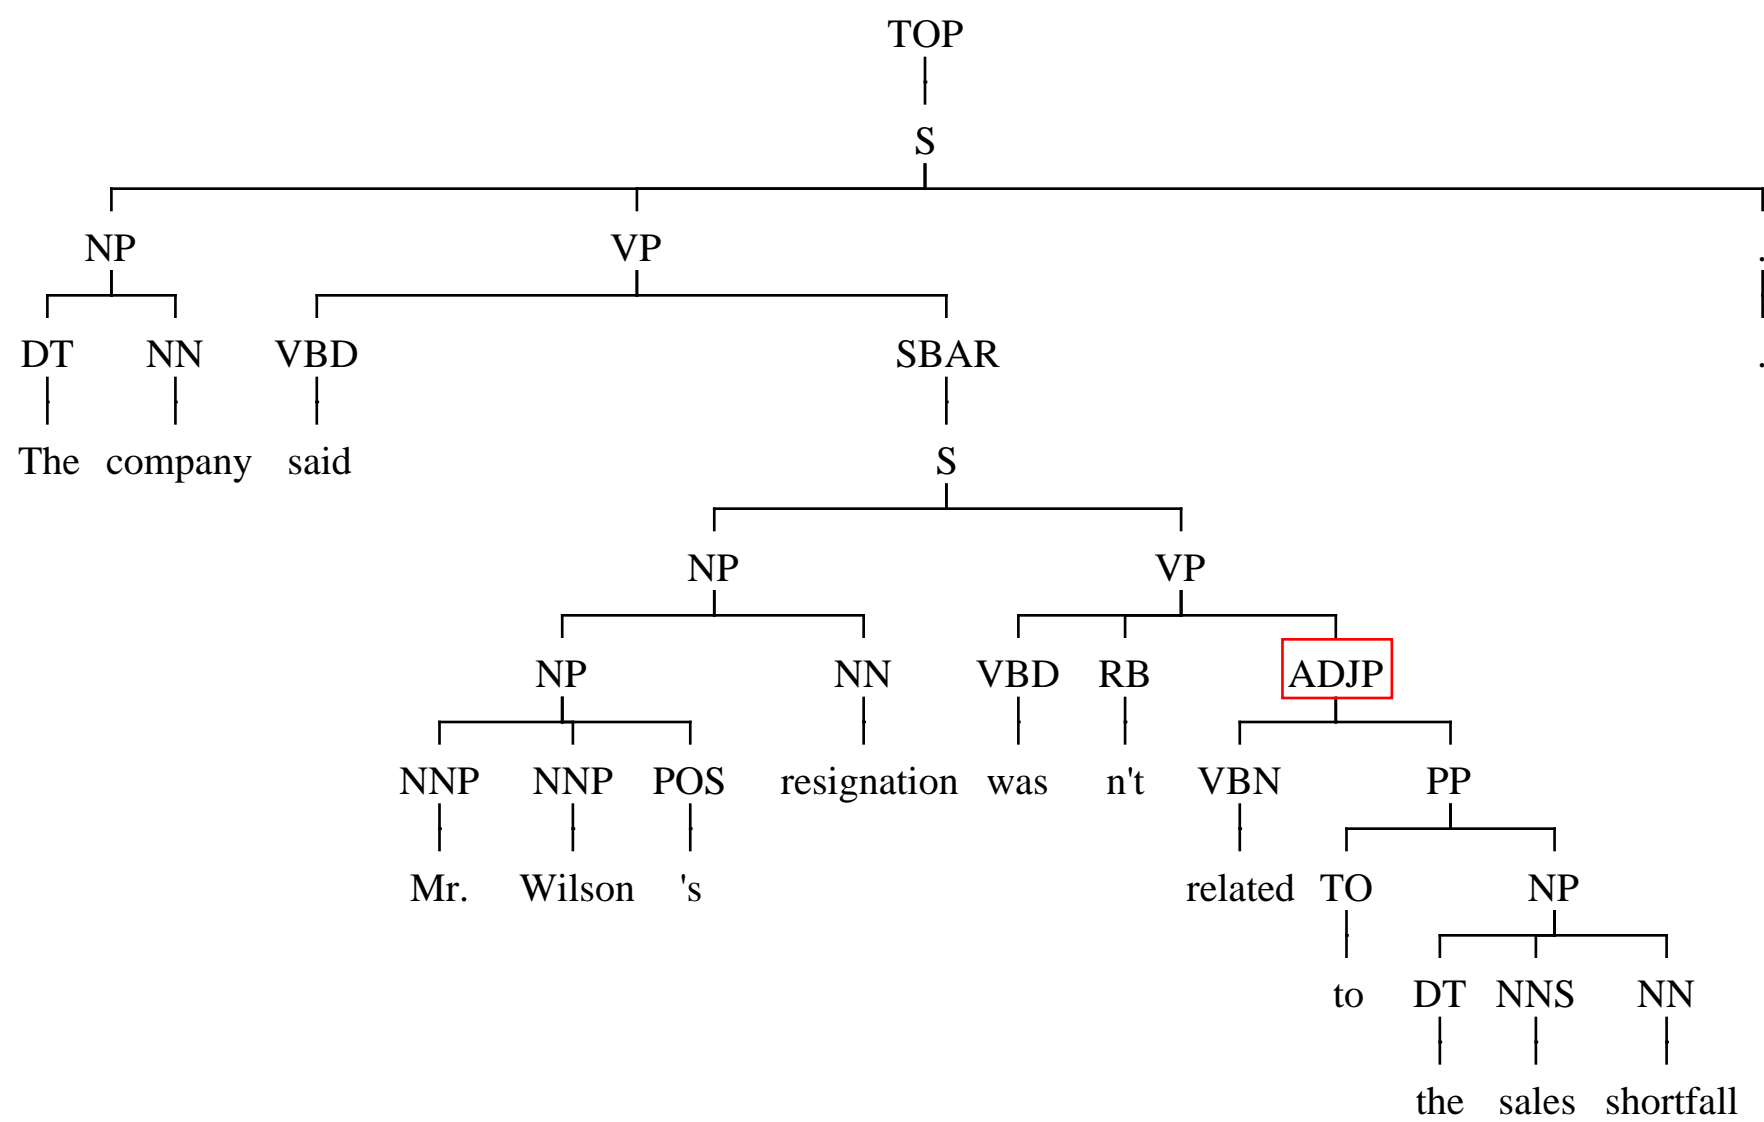 TOP
S
NP VP .
DT NN VBD SBAR .
The company said S
NP VP
NP NN VBD RB ADJP
NNP NNP POS resignation was n't VBN PP
Mr. Wilson 's related TO NP
to DT NNS NN
the sales shortfall